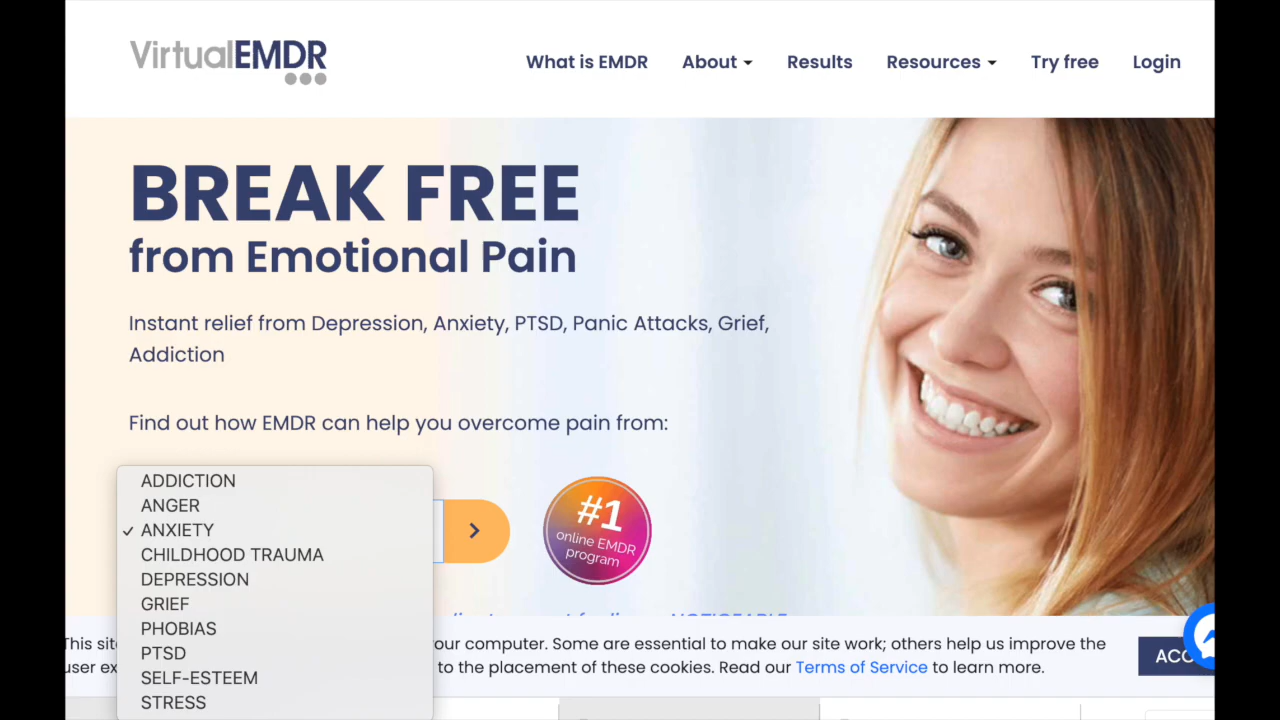 VirtualEMDR
What is EMDR About Results Resources Try free Login
BREAK FREE
from Emotional Pain
Instant relief from Depression, Anxiety, PTSD, Panic Attacks, Grief,
Addiction
Find out how EMDR can help you overcome pain from:
ADDICTION
ANGER
✓ ANXIETY
CHILDHOOD TRAUMA
DEPRESSION
GRIEF
PHOBIAS
PTSD
SELF-ESTEEM
STRESS
#1
online EMDR
program
NOTICEABLE
This sit
our computer. Some are essential to make our site work; others help us improve the
user ex
to the placement of these cookies. Read our Terms of Service to learn more.
ACC